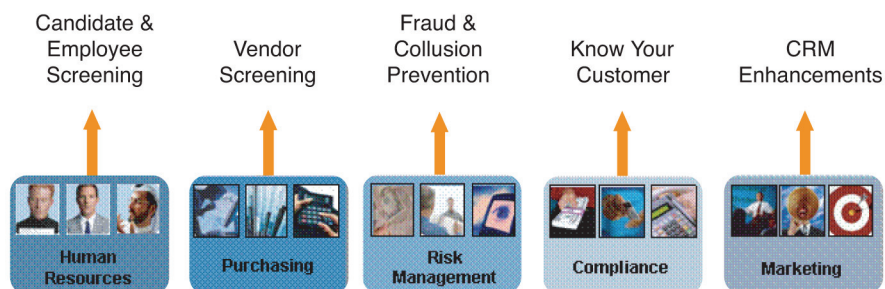 Candidate &
Employee
Screening
Vendor
Screening
Fraud &
Collusion
Prevention
Know Your
Customer
CRM
Enhancements
Human
Resources
Purchasing
Risk
Management
Compliance
Marketing